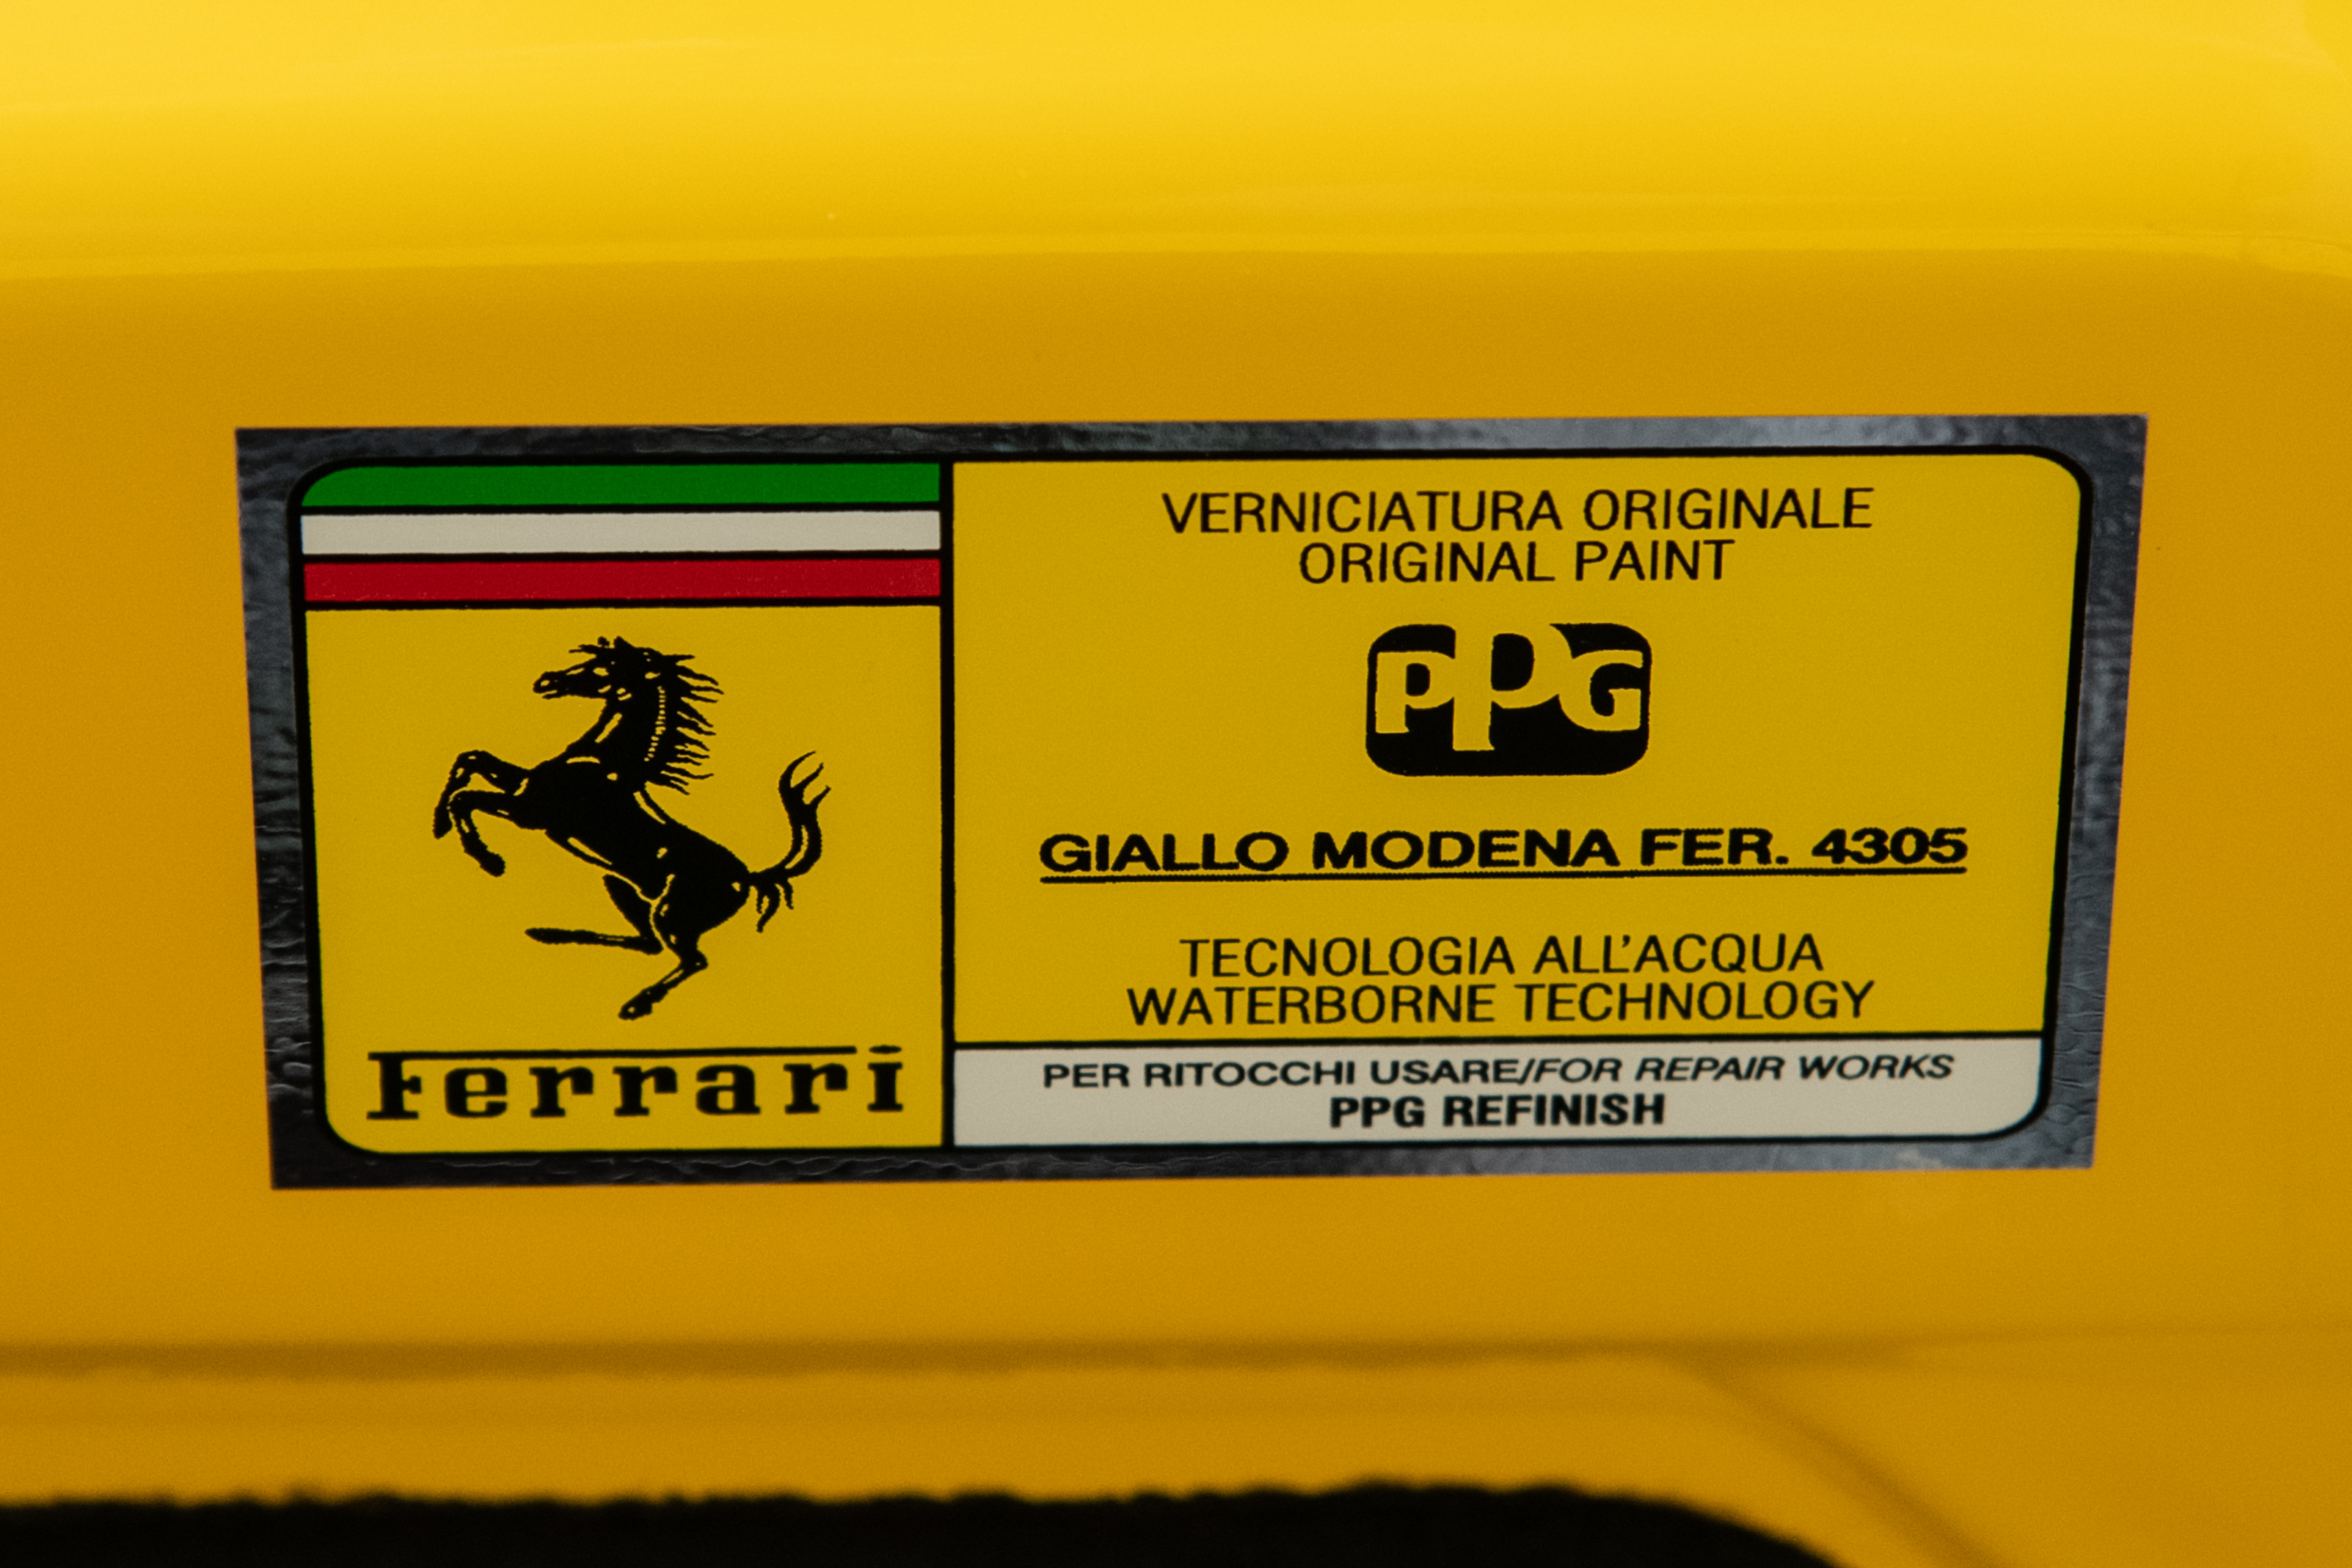 Ferrari
VERNICIATURA ORIGINALE
ORIGINAL PAINT
PPG
GIALLO MODENA FER. 4305
TECNOLOGIA ALL'ACQUA
WATERBORNE TECHNOLOGY
PER RITOCCHI USARE/FOR REPAIR WORKS
PPG REFINISH